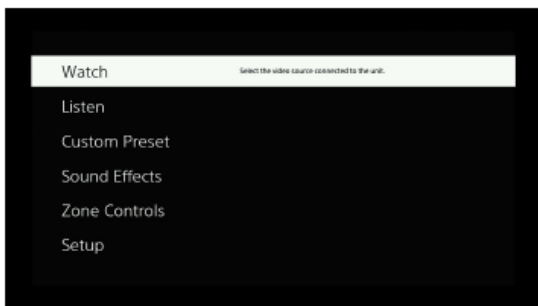 Watch Select the video source connected to the unit.
Listen
Custom Preset
Sound Effects
Zone Controls
Setup